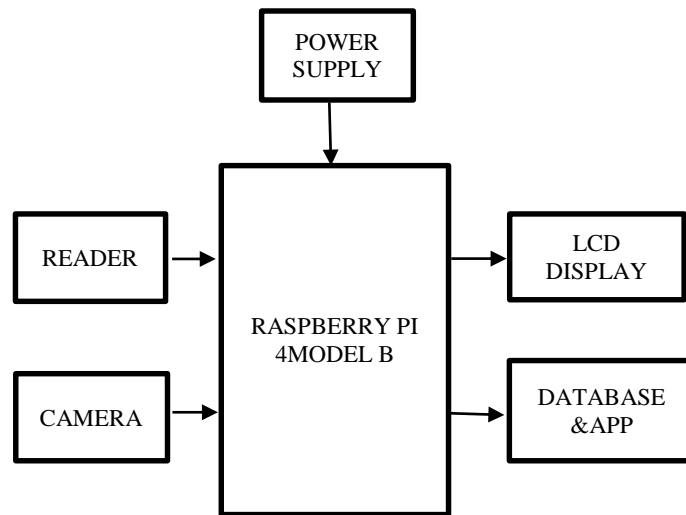 POWER
SUPPLY
READER
LCD
DISPLAY
RASPBERRY PI
4MODEL B
CAMERA
DATABASE
&APP